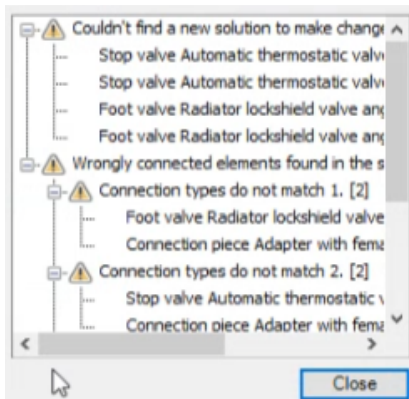 Couldn't find a new solution to make change
Stop valve Automatic thermostatic valv
Stop valve Automatic thermostatic valv
Foot valve Radiator lockshield valve ang
Foot valve Radiator lockshield valve ang
Wrongly connected elements found in the s
Connection types do not match 1. [2]
Foot valve Radiator lockshield valve
Connection piece Adapter with fema
Connection types do not match 2. [2]
Stop valve Automatic thermostatic v
Connection piece Adapter with fema
Close